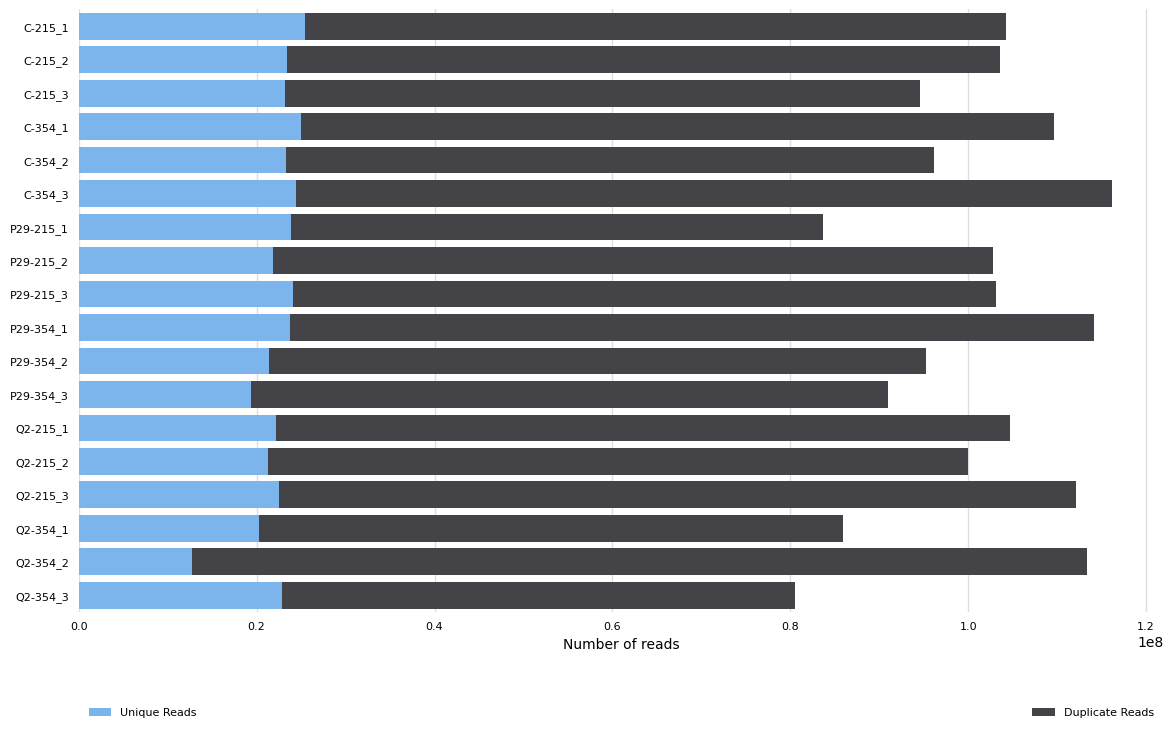 C-215_1
C-215_2
C-215_3
C-354_1
C-354_2
C-354_3
P29-215_1
P29-215_2
P29-215_3
P29-354_1
P29-354_2
P29-354_3
Q2-215_1
Q2-215_2
Q2-215_3
Q2-354_1
Q2-354_2
Q2-354_3
0.0 0.2 0.4 0.6 0.8 1.0 1.2
Number of reads
1e8
Unique Reads
Duplicate Reads